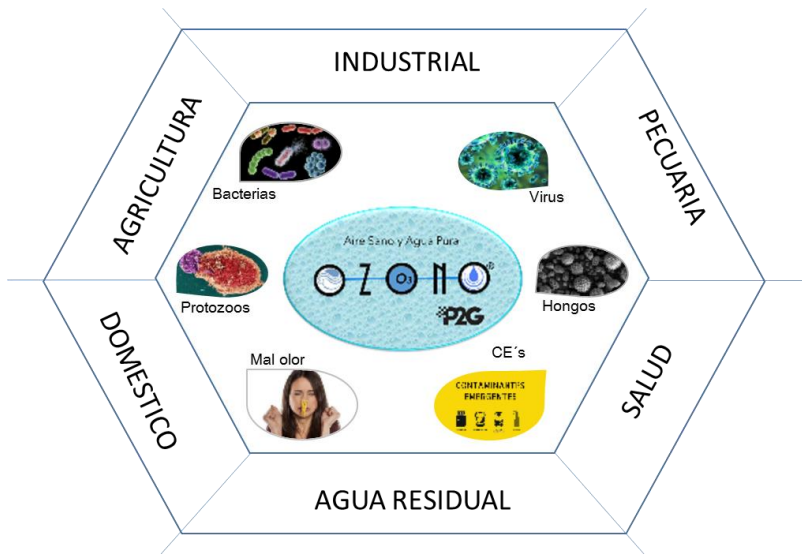 INDUSTRIAL
AGRICULTURA
PECUARIA
Bacterias
Virus
Aire Sano y Agua Pura
OZONO®
O₃
P2G
Protozoos
Hongos
Mal olor
CE´s
CONTAMINANTES
EMERGENTES
DOMESTICO
SALUD
AGUA RESIDUAL